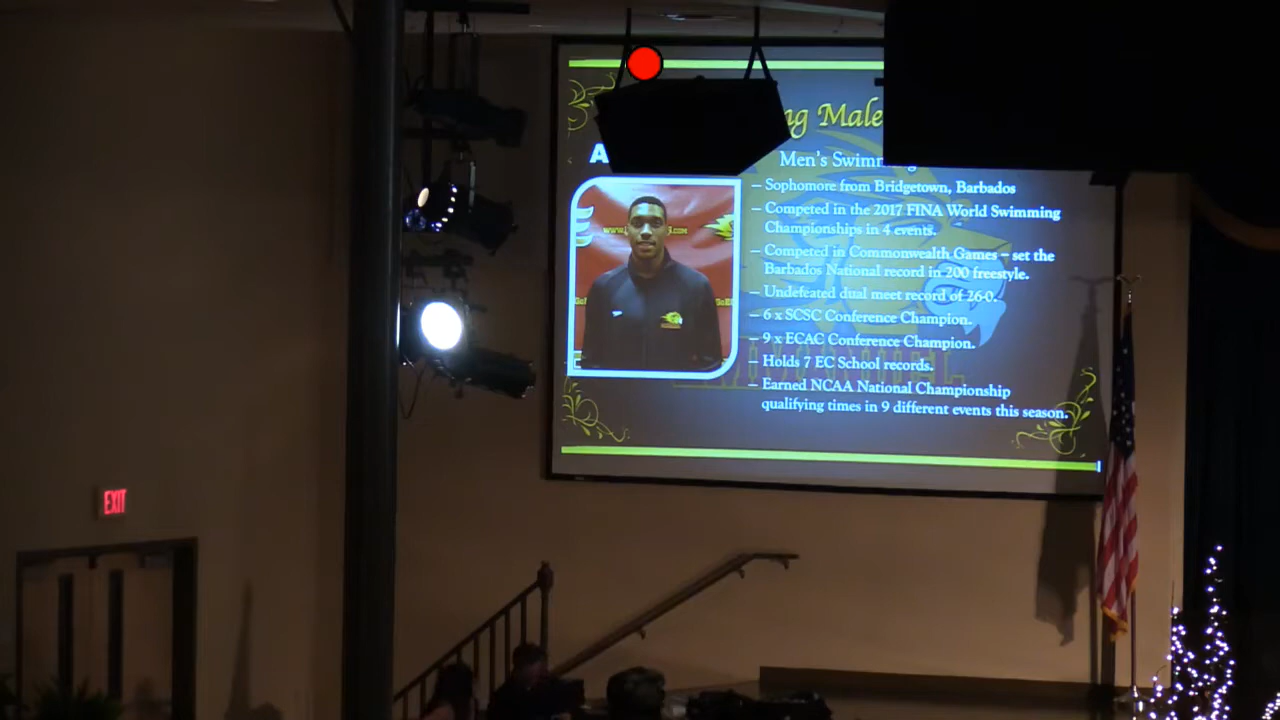 ng Male
A
Men's Swimming
– Sophomore from Bridgetown, Barbados
– Competed in the 2017 FINA World Swimming
Championships in 4 events.
– Competed in Commonwealth Games – set the
Barbados National record in 200 freestyle.
– Undefeated dual meet record of 26-0.
– 6 x SCSC Conference Champion.
– 9 x ECAC Conference Champion.
– Holds 7 EC School records.
– Earned NCAA National Championship
qualifying times in 9 different events this season.
EXIT